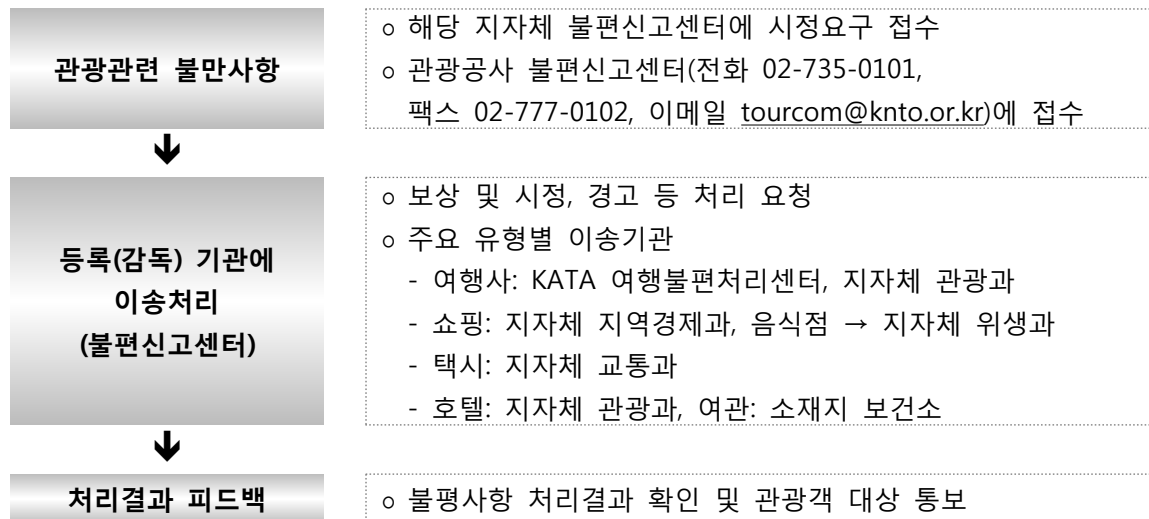 관광관련 불만사항
o 해당 지자체 불편신고센터에 시정요구 접수
o 관광공사 불편신고센터(전화 02-735-0101,
팩스 02-777-0102, 이메일 tourcom@knto.or.kr)에 접수
등록(감독) 기관에
이송처리
(불편신고센터)
o 보상 및 시정, 경고 등 처리 요청
o 주요 유형별 이송기관
- 여행사: KATA 여행불편처리센터, 지자체 관광과
- 쇼핑: 지자체 지역경제과, 음식점 → 지자체 위생과
- 택시: 지자체 교통과
- 호텔: 지자체 관광과, 여관: 소재지 보건소
처리결과 피드백
o 불평사항 처리결과 확인 및 관광객 대상 통보